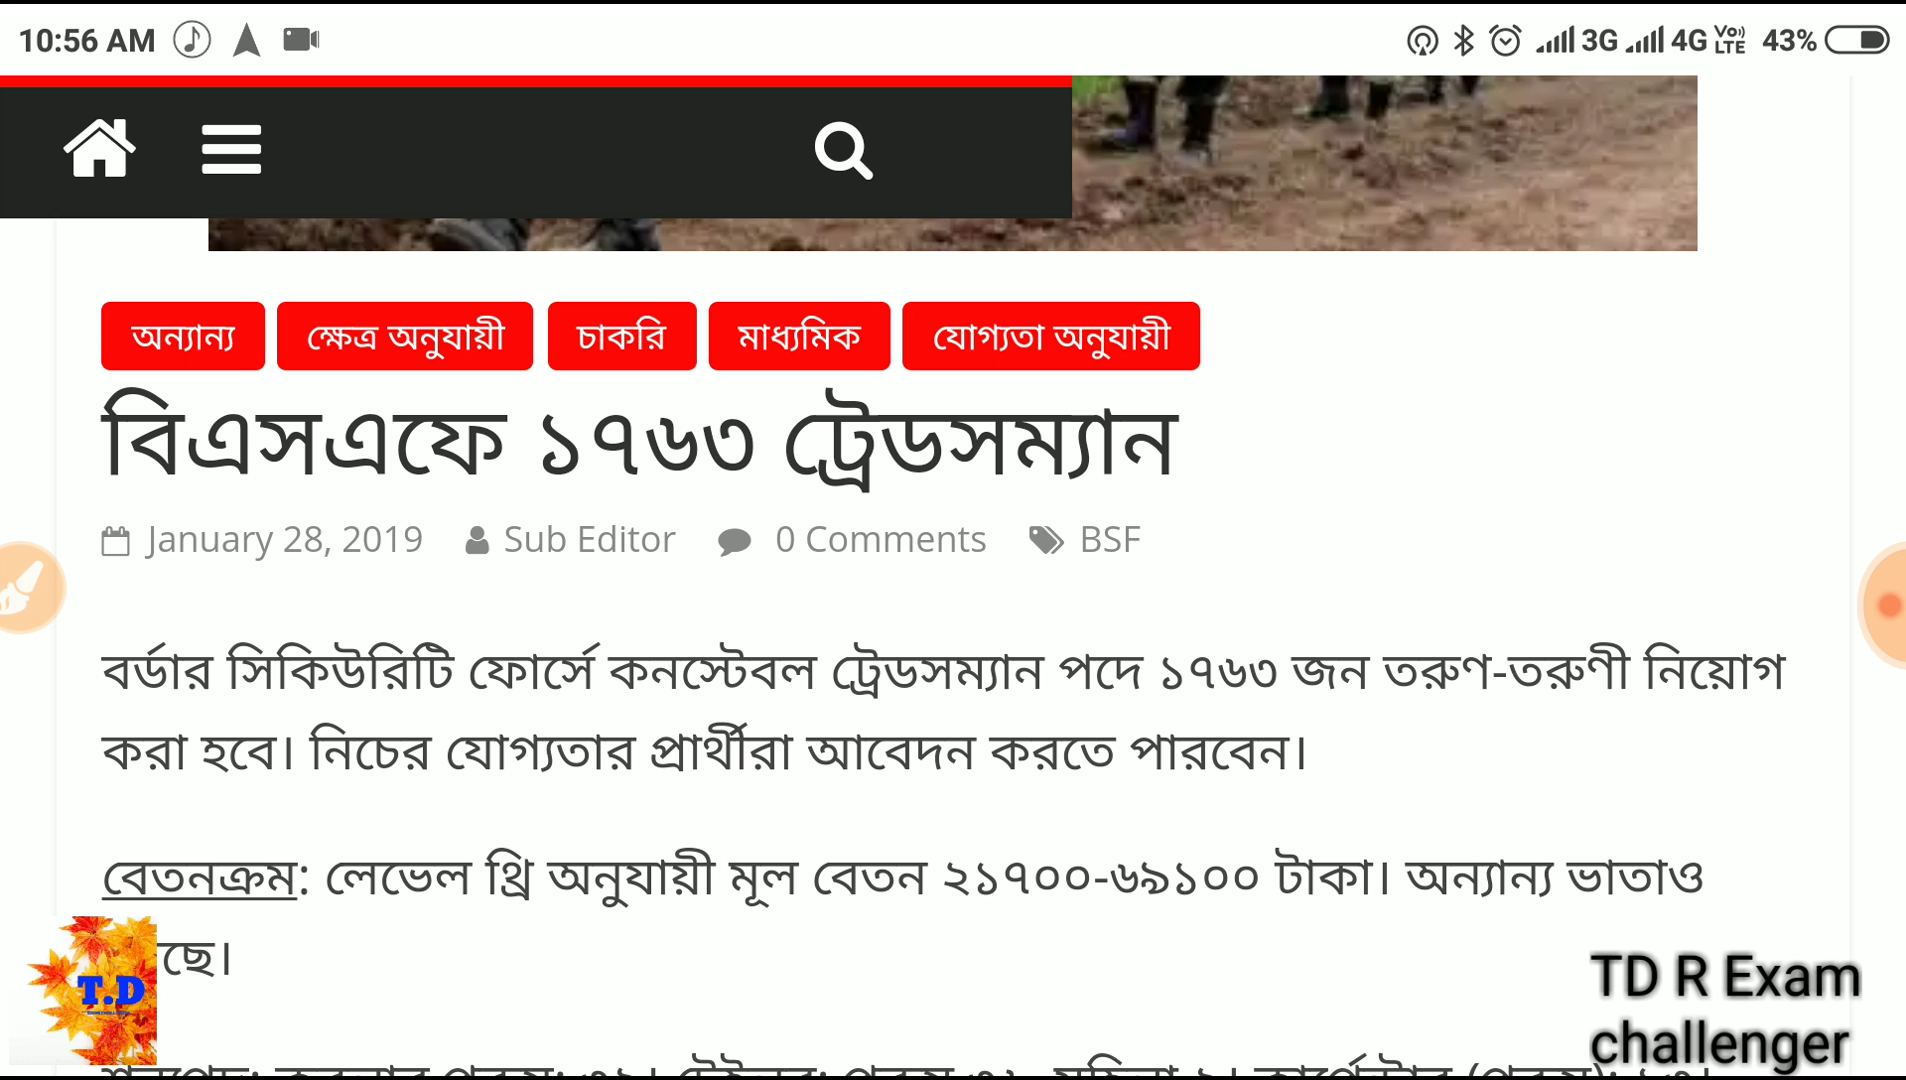 10:56 AM 3G 4G Vo)) LTE 43%
অন্যান্য ক্ষেত্র অনুযায়ী চাকরি মাধ্যমিক যোগ্যতা অনুযায়ী
বিএসএফে ১৭৬৩ ট্রেডসম্যান
January 28, 2019 Sub Editor 0 Comments BSF
বর্ডার সিকিউরিটি ফোর্সে কনস্টেবল ট্রেডসম্যান পদে ১৭৬৩ জন তরুণ-তরুণী নিয়োগ
করা হবে। নিচের যোগ্যতার প্রার্থীরা আবেদন করতে পারবেন।
বেতনক্রম: লেভেল থ্রি অনুযায়ী মূল বেতন ২১৭০০-৬৯১০০ টাকা। অন্যান্য ভাতাও
ছে।
T.D
TD R Exam
challenger